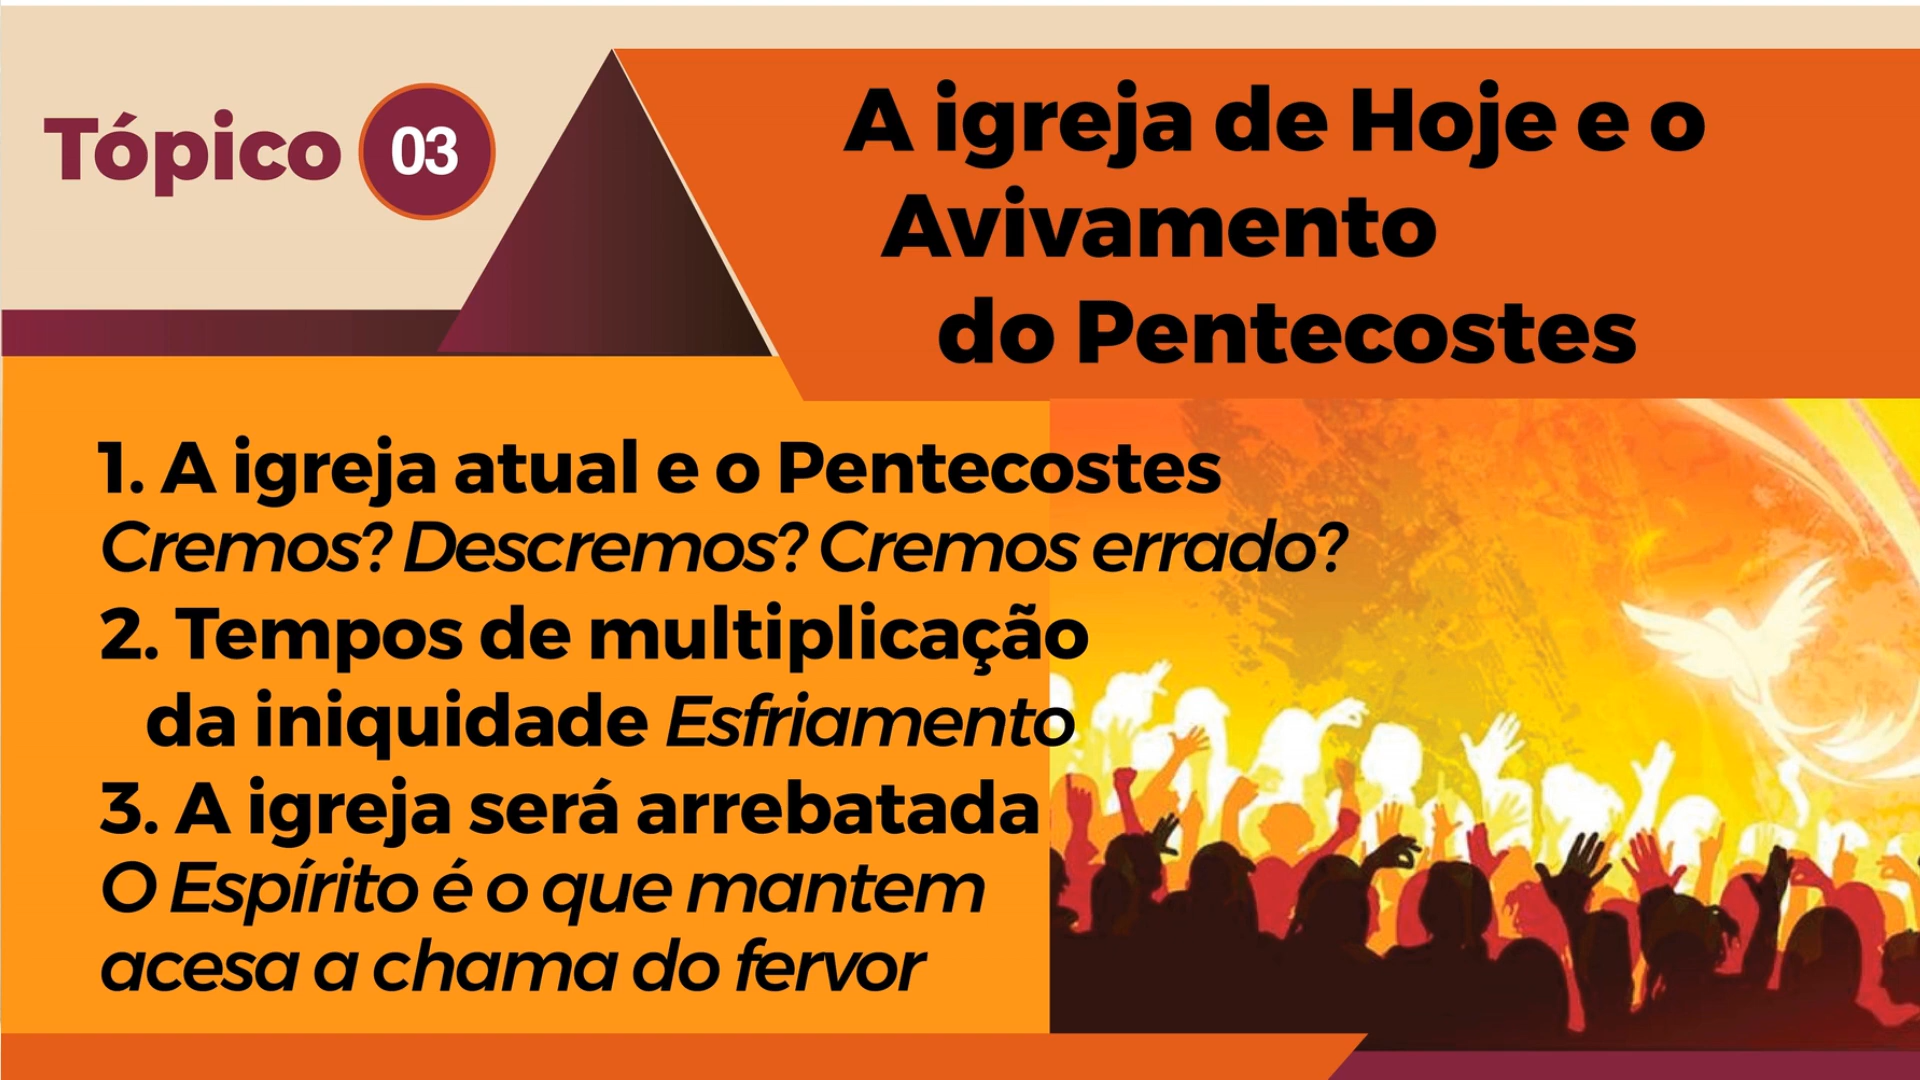 Tópico 03
A igreja de Hoje e o
Avivamento
do Pentecostes
1. A igreja atual e o Pentecostes
Cremos? Descremos? Cremos errado?
2. Tempos de multiplicação
da iniquidade Esfriamento
3. A igreja será arrebatada
O Espírito é o que mantem
acesa a chama do fervor